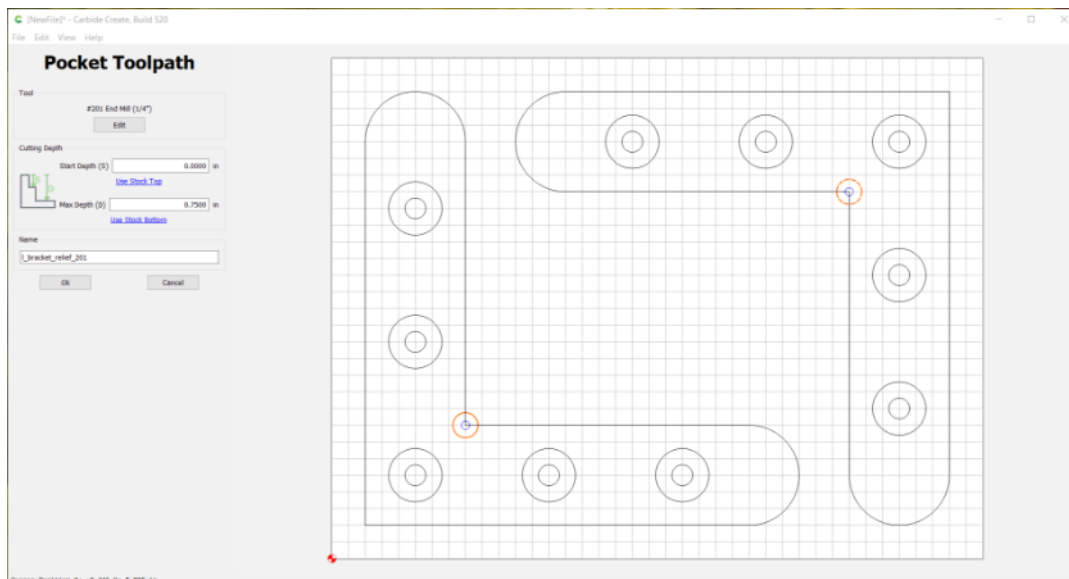 [NewFile]* - Carbide Create, Build 520
File Edit View Help
Pocket Toolpath
Tool
#201 End Mill (1/4")
Edit
Cutting Depth
Start Depth (S) 0.0000 in
Use Stock Top
S
D
Max Depth (D) 0.7500 in
Use Stock Bottom
Name
l_bracket_relief_201
Ok Cancel